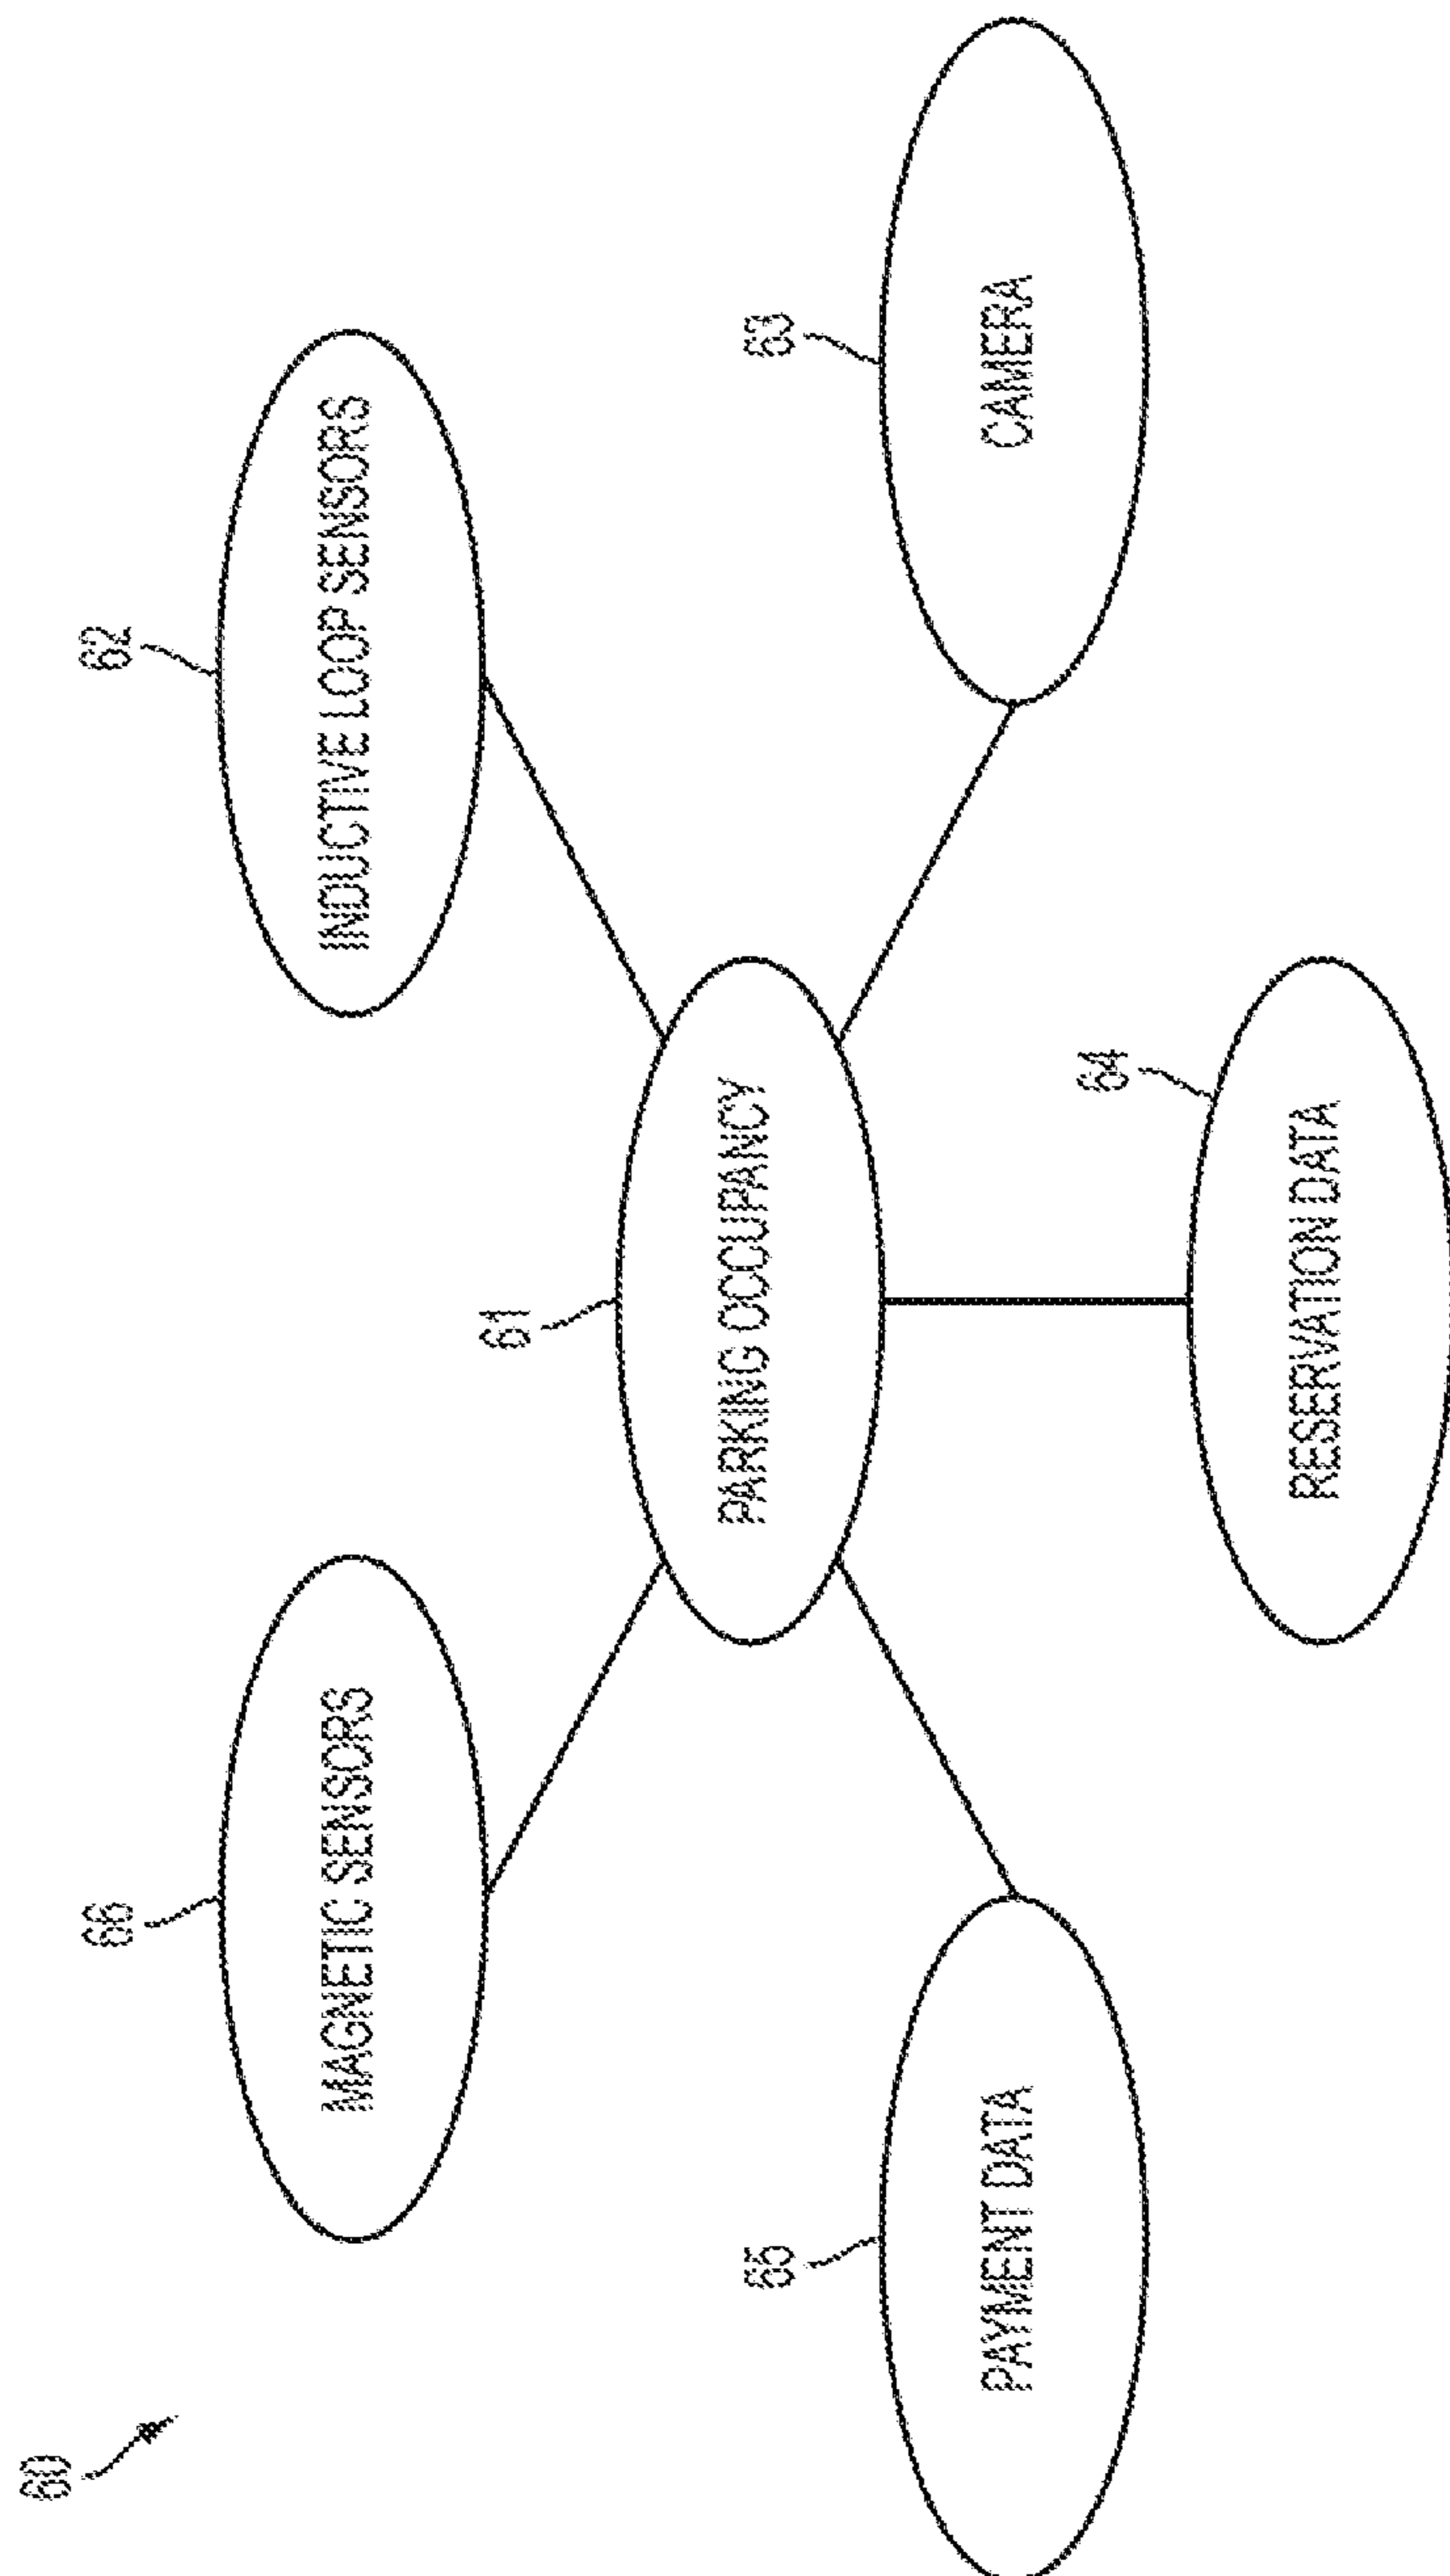 60
66
MAGNETIC SENSORS
62
INDUCTIVE LOOP SENSORS
61
PARKING OCCUPANCY
65
PAYMENT DATA
63
CAMERA
64
RESERVATION DATA